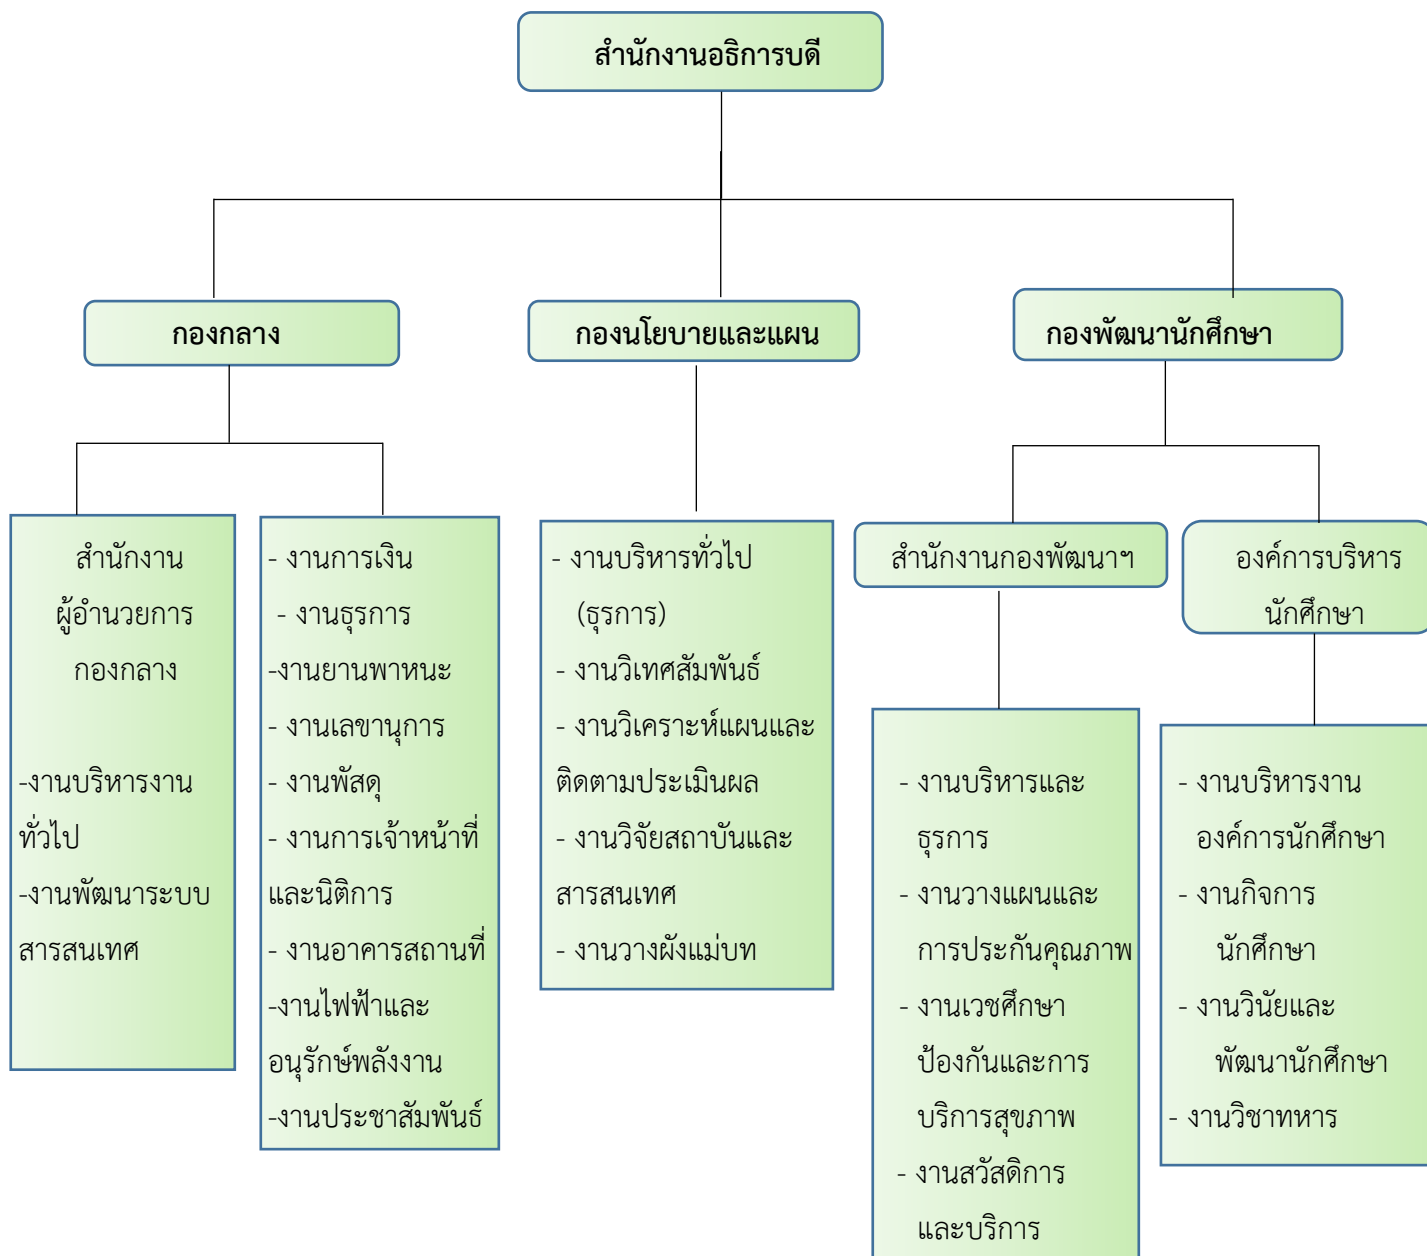 สำนักงานอธิการบดี
กองกลาง
กองนโยบายและแผน
กองพัฒนานักศึกษา
สำนักงาน
ผู้อำนวยการ
กองกลาง
-งานบริหารงาน
ทั่วไป
-งานพัฒนาระบบ
สารสนเทศ
- งานการเงิน
- งานธุรการ
-งานยานพาหนะ
- งานเลขานุการ
- งานพัสดุ
- งานการเจ้าหน้าที่
และนิติการ
- งานอาคารสถานที่
-งานไฟฟ้าและ
อนุรักษ์พลังงาน
-งานประชาสัมพันธ์
- งานบริหารทั่วไป
(ธุรการ)
- งานวิเทศสัมพันธ์
- งานวิเคราะห์แผนและ
ติดตามประเมินผล
- งานวิจัยสถาบันและ
สารสนเทศ
- งานวางผังแม่บท
สำนักงานกองพัฒนาฯ
- งานบริหารและ
ธุรการ
- งานวางแผนและ
การประกันคุณภาพ
- งานเวชศึกษา
ป้องกันและการ
บริการสุขภาพ
- งานสวัสดิการ
และบริการ
องค์การบริหาร
นักศึกษา
- งานบริหารงาน
องค์การนักศึกษา
- งานกิจการ
นักศึกษา
- งานวินัยและ
พัฒนานักศึกษา
- งานวิชาทหาร